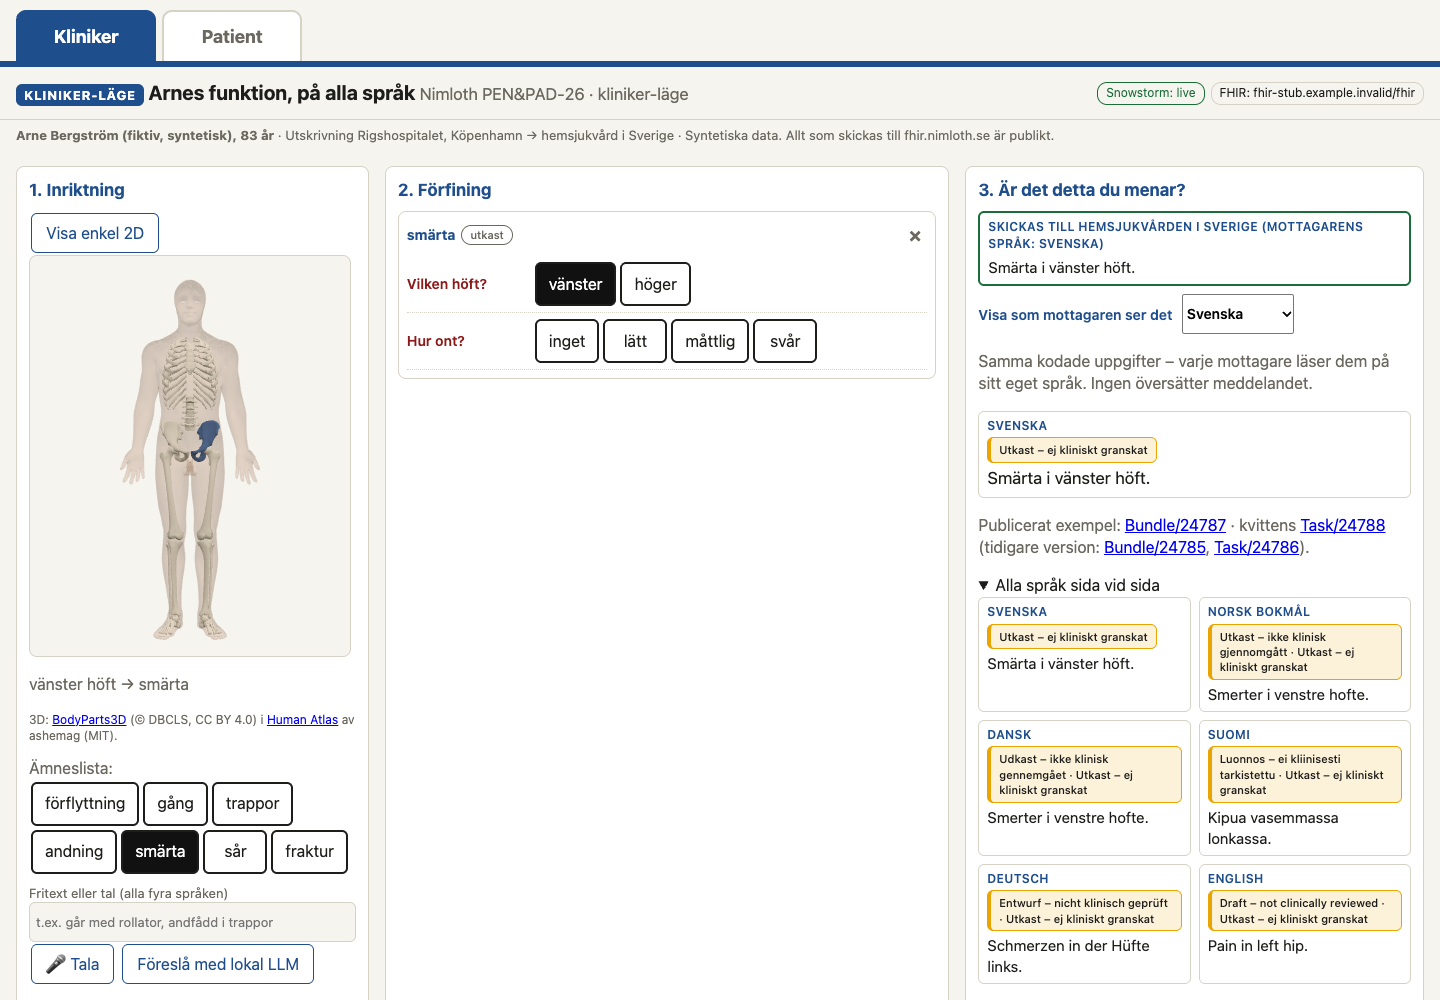 Kliniker
Patient
KLINIKER-LÄGE Arnes funktion, på alla språk Nimloth PEN&PAD-26 · kliniker-läge
Snowstorm: live
FHIR: fhir-stub.example.invalid/fhir
Arne Bergström (fiktiv, syntetisk), 83 år · Utskrivning Rigshospitalet, Köpenhamn → hemsjukvård i Sverige · Syntetiska data. Allt som skickas till fhir.nimloth.se är publikt.
1. Inriktning
Visa enkel 2D
vänster höft → smärta
3D: BodyParts3D (© DBCLS, CC BY 4.0) i Human Atlas av
ashemag (MIT).
Ämneslista:
förflyttning
gång
trappor
andning
smärta
sår
fraktur
Fritext eller tal (alla fyra språken)
t.ex. går med rollator, andfådd i trappor
Tala
Föreslå med lokal LLM
2. Förfining
smärta
utkast
×
Vilken höft?
vänster
höger
Hur ont?
inget
lätt
måttlig
svår
3. Är det detta du menar?
SKICKAS TILL HEMSJUKVÅRDEN I SVERIGE (MOTTAGARENS
SPRÅK: SVENSKA)
Smärta i vänster höft.
Visa som mottagaren ser det
Svenska
Samma kodade uppgifter – varje mottagare läser dem på
sitt eget språk. Ingen översätter meddelandet.
SVENSKA
Utkast – ej kliniskt granskat
Smärta i vänster höft.
Publicerat exempel: Bundle/24787 · kvittens Task/24788
(tidigare version: Bundle/24785, Task/24786).
▼ Alla språk sida vid sida
SVENSKA
Utkast – ej kliniskt granskat
Smärta i vänster höft.
NORSK BOKMÅL
Utkast – ikke klinisk
gjennomgått · Utkast – ej
kliniskt granskat
Smerter i venstre hofte.
DANSK
Udkast – ikke klinisk
gennemgået · Utkast – ej
kliniskt granskat
Smerter i venstre hofte.
SUOMI
Luonnos – ei kliinisesti
tarkistettu · Utkast – ej kliniskt
granskat
Kipua vasemmassa
lonkassa.
DEUTSCH
Entwurf – nicht klinisch geprüft
· Utkast – ej kliniskt granskat
Schmerzen in der Hüfte
links.
ENGLISH
Draft – not clinically reviewed ·
Utkast – ej kliniskt granskat
Pain in left hip.